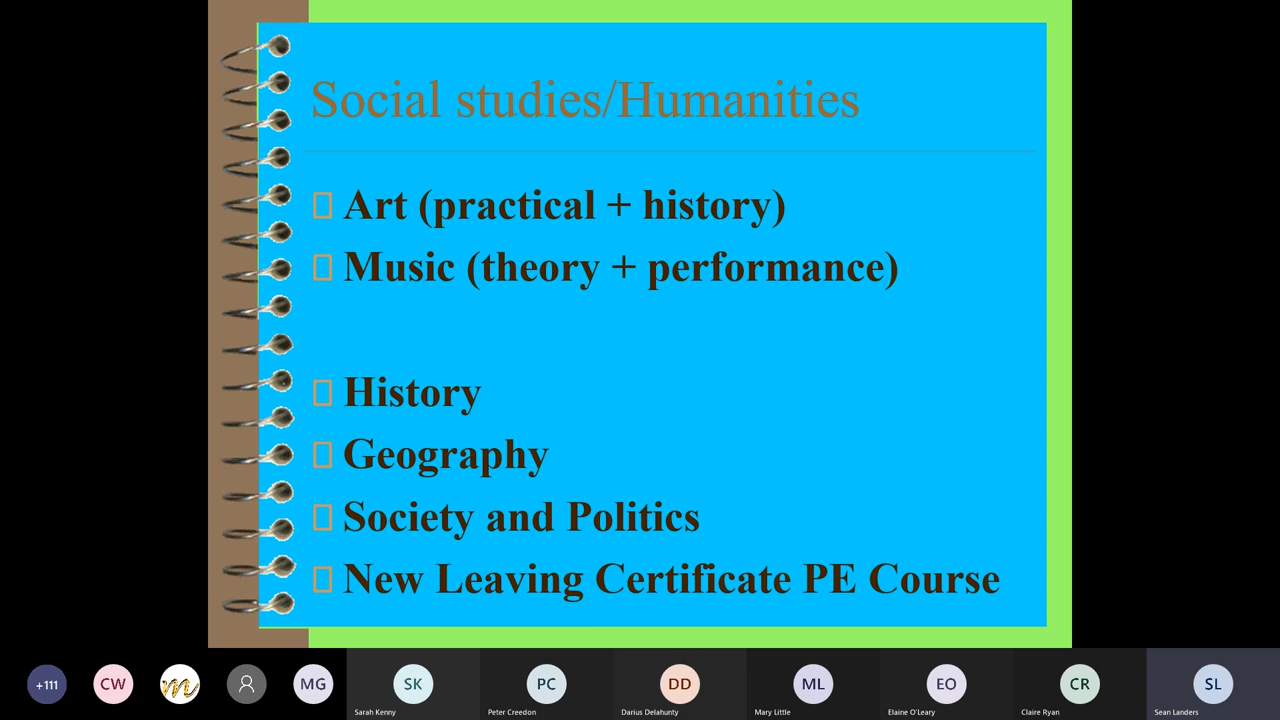 Social studies/Humanities
Art (practical + history)
Music (theory + performance)
History
Geography
Society and Politics
New Leaving Certificate PE Course
+111
CW
m
MG
SK
PC
DD
ML
EO
CR
SL
Sarah Kenny
Peter Creedon
Darius Delahunty
Mary Little
Elaine O'Leary
Claire Ryan
Sean Landers